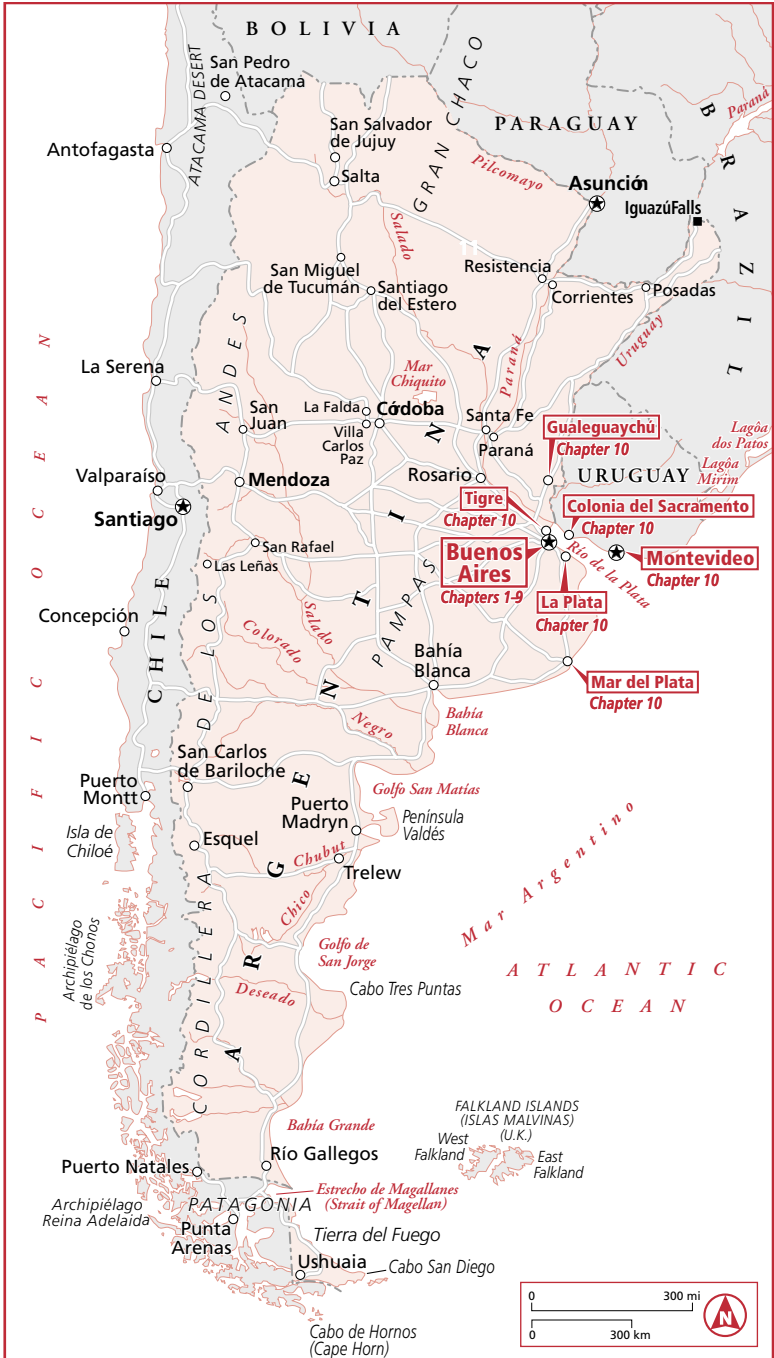 BOLIVIA
San Pedro
de Atacama
ATACAMA DESERT
GRAN CHACO
PARAGUAY
BRAZIL
Paraná
San Salvador
de Jujuy
Antofagasta
Salta
Pilcomayo
Asunción
IguazúFalls
Salado
11
San Miguel
de Tucumán
Santiago
del Estero
Resistencia
Corrientes
Posadas
Uruguay
Paraná
Mar
Chiquito
La Serena
ANDES
San
Juan
La Falda
Córdoba
Villa
Carlos
Paz
Santa Fe
Paraná
Gualeguaychú
Chapter 10
Lagôa
dos Patos
Lagôa
Mirim
URUGUAY
Valparaíso
Mendoza
Rosario
Santiago
Tigre
Chapter 10
Colonia del Sacramento
Chapter 10
Buenos
Aires
Chapters 1-9
Río de la Plata
Montevideo
Chapter 10
La Plata
Chapter 10
San Rafael
Las Leñas
PAMPAS
Concepción
CHILE
Salado
Colorado
Bahía
Blanca
Mar del Plata
Chapter 10
Negro
Bahía
Blanca
San Carlos
de Bariloche
Puerto
Montt
Golfo San Matías
Isla de
Chiloé
Puerto
Madryn
Península
Valdés
Esquel
Chubut
Trelew
Chico
Mar Argentino
PACIFIC OCEAN
ARGENTINA
Archipiélago
de los Chonos
Golfo de
San Jorge
ATLANTIC
OCEAN
Deseado
Cabo Tres Puntas
CORDILLERA DE LOS
Bahía Grande
FALKLAND ISLANDS
(ISLAS MALVINAS)
(U.K.)
West
Falkland
East
Falkland
Puerto Natales
Río Gallegos
Estrecho de Magallanes
(Strait of Magellan)
Archipiélago
Reina Adelaida
PATAGONIA
Punta
Arenas
Tierra del Fuego
Ushuaia
Cabo San Diego
Cabo de Hornos
(Cape Horn)
0 300 mi
0 300 km
N